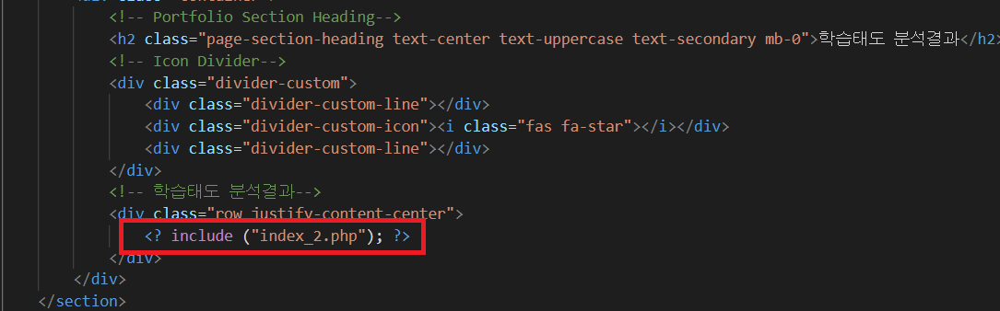 <!-- Portfolio Section Heading-->
<h2 class="page-section-heading text-center text-uppercase text-secondary mb-0">학습태도 분석결과</h2>
<!-- Icon Divider-->
<div class="divider-custom">
<div class="divider-custom-line"></div>
<div class="divider-custom-icon"><i class="fas fa-star"></i></div>
<div class="divider-custom-line"></div>
</div>
<!-- 학습태도 분석결과-->
<div class="row justify-content-center">
<? include ("index_2.php"); ?>
</div>
</div>
</section>